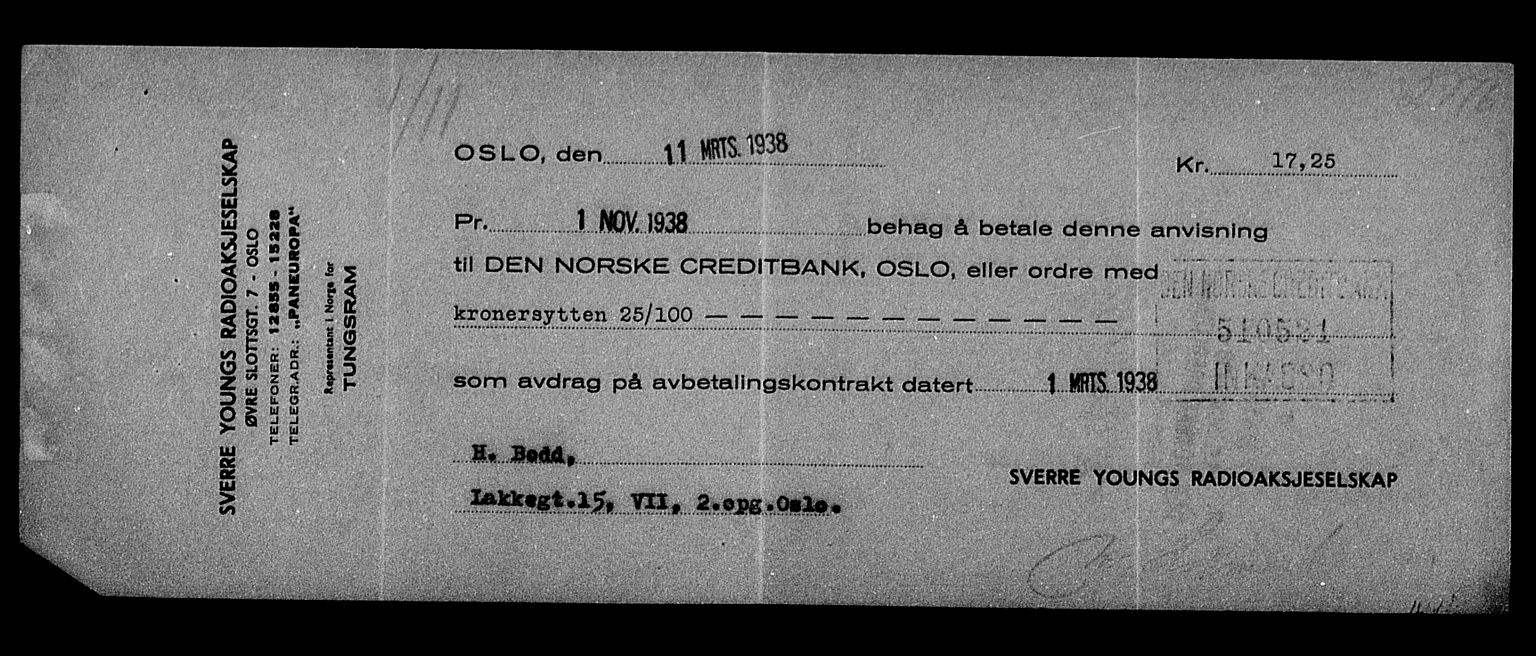 SVERRE YOUNGS RADIOAKSJESELSKAP
ØVRE SLOTTSGT. 7 - OSLO
TELEFONER: 12855 - 15228
TELEGR.ADR.: „PANEUROPA“
Representant i Norge for
TUNGSRAM
1/11
OSLO, den 11 MRTS. 1938
Kr. 17,25
Pr. 1 NOV. 1938 behag å betale denne anvisning
til DEN NORSKE CREDITBANK, OSLO, eller ordre med
kronersytten 25/100 — — — — — — — — — — — —
DEN NORSKE CREDITBANK
510581
INKASSO
som avdrag på avbetalingskontrakt datert 1 MRTS. 1938
H. Bødd,
Lakkegt.15, VII, 2.opg.Oslo.
SVERRE YOUNGS RADIOAKSJESELSKAP